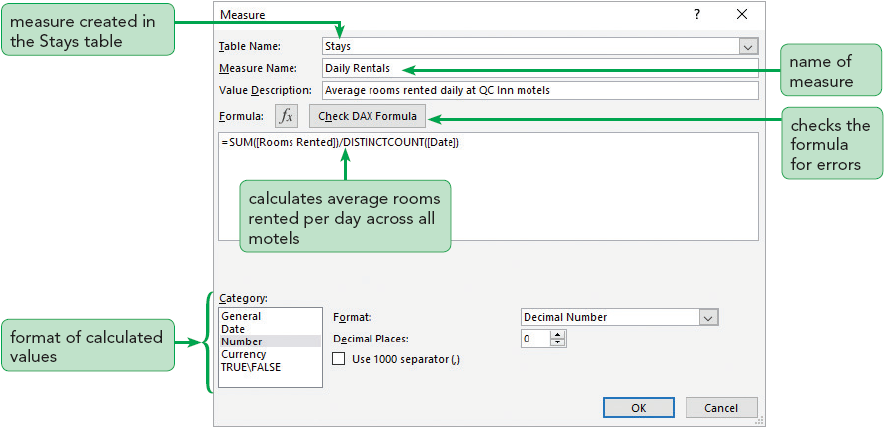 Measure
?
measure created in
the Stays table
Table Name:
Stays
Measure Name:
Daily Rentals
name of
measure
Value Description:
Average rooms rented daily at QC Inn motels
Formula:
fx
Check DAX Formula
checks the
formula
for errors
=SUM([Rooms Rented])/DISTINCTCOUNT([Date])
calculates average rooms
rented per day across all
motels
Category:
General
Date
Number
Currency
TRUE\FALSE
format of calculated
values
Format:
Decimal Number
Decimal Places:
0
Use 1000 separator (,)
OK
Cancel